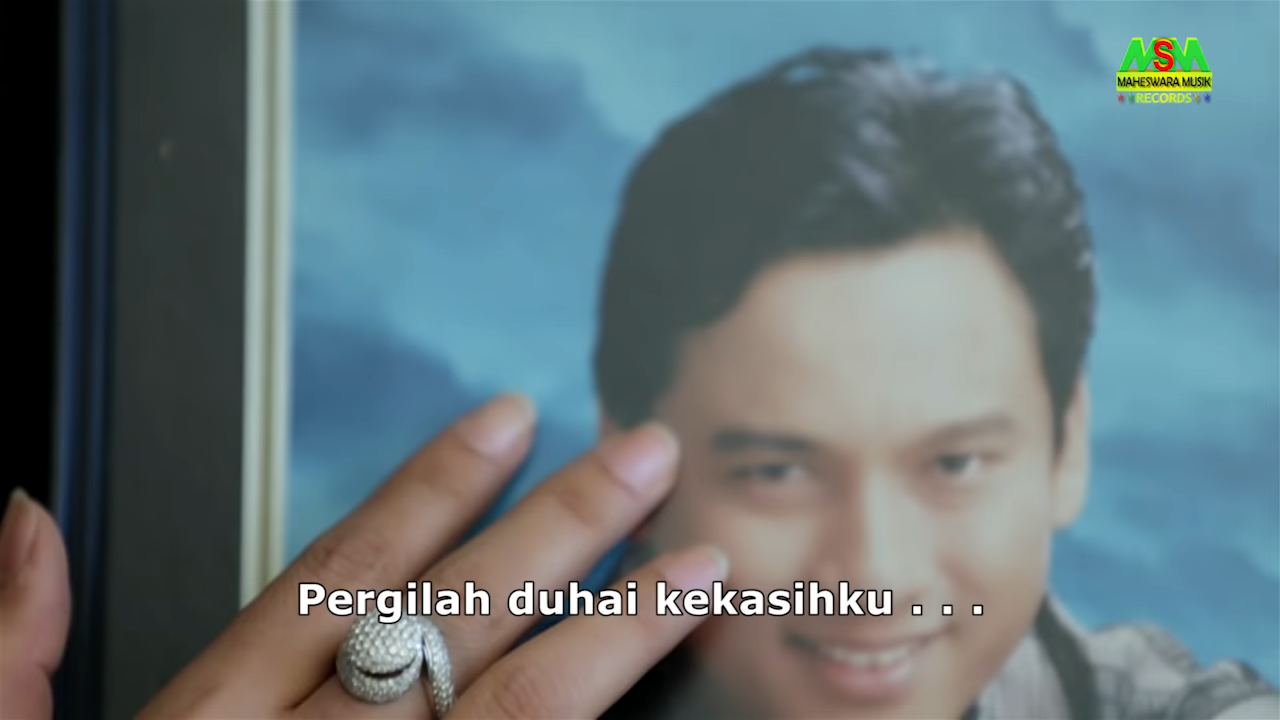 MSM
MAHESWARA MUSIK
RECORDS
Pergilah duhai kekasihku . . .